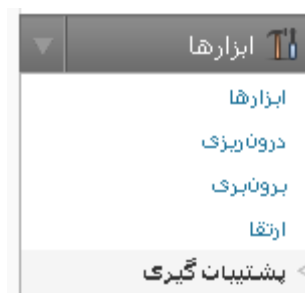 ابزارها
ابزارها
درون‌ریزی
برون‌بری
ارتقا
پشتیبان گیری